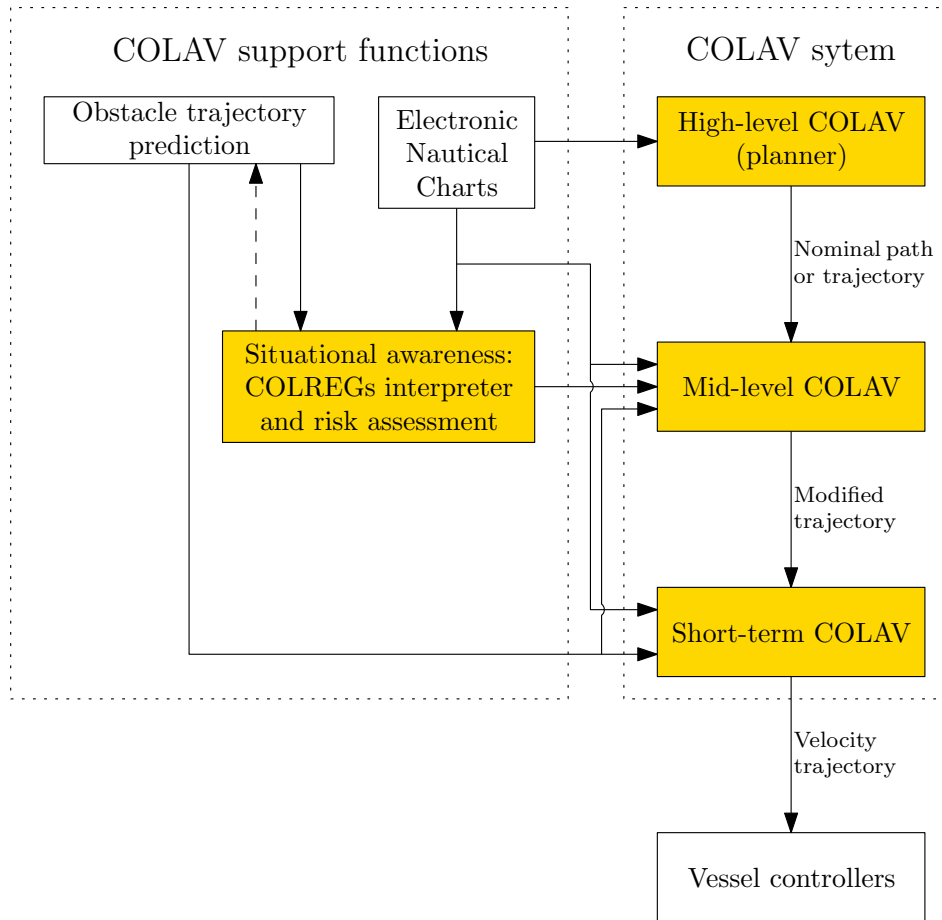 COLAV support functions
COLAV sytem
Obstacle trajectory
prediction
Electronic
Nautical
Charts
High-level COLAV
(planner)
Nominal path
or trajectory
Situational awareness:
COLREGs interpreter
and risk assessment
Mid-level COLAV
Modified
trajectory
Short-term COLAV
Velocity
trajectory
Vessel controllers